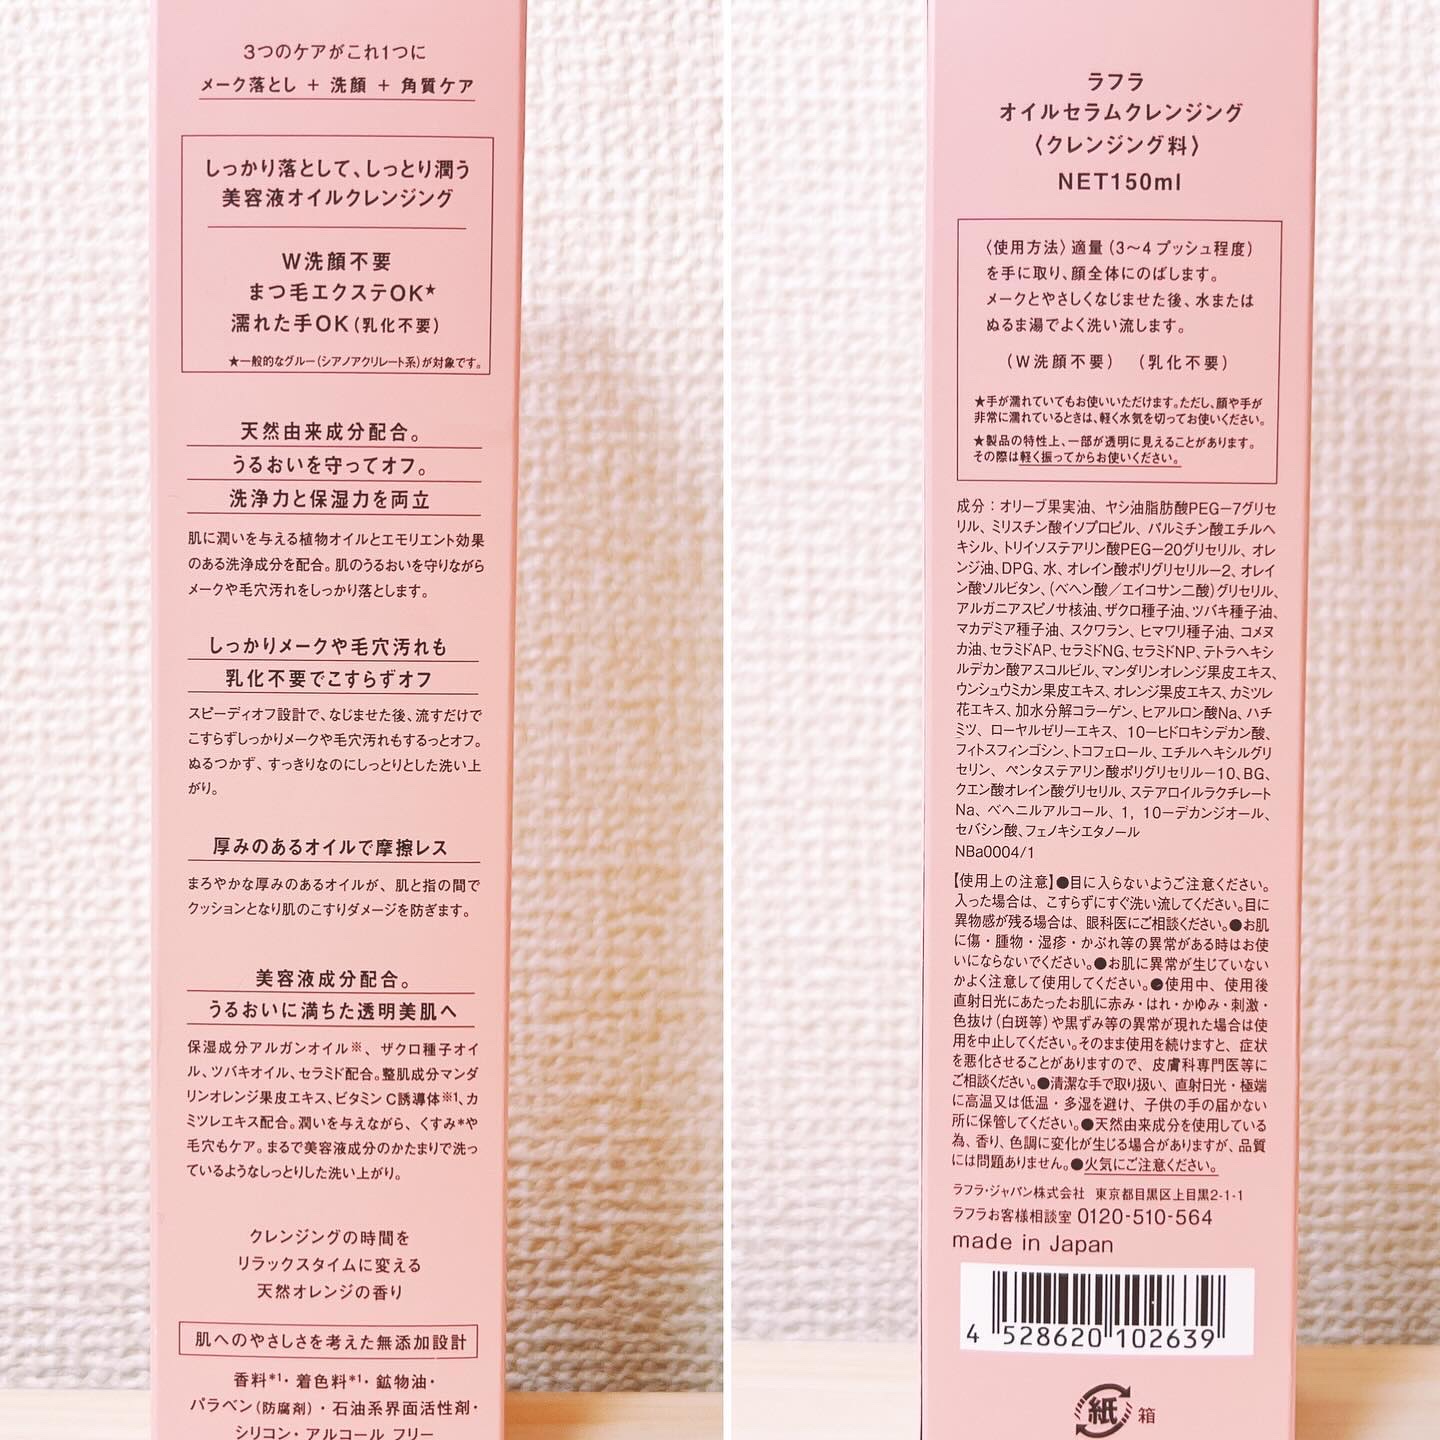 3つのケアがこれ1つに
メーク落とし + 洗顔 + 角質ケア
しっかり落として、しっとり潤う
美容液オイルクレンジング
W洗顔不要
まつ毛エクステOK★
濡れた手OK(乳化不要)
★一般的なグルー(シアノアクリレート系)が対象です。
天然由来成分配合。
うるおいを守ってオフ。
洗浄力と保湿力を両立
肌に潤いを与える植物オイルとエモリエント効果
のある洗浄成分を配合。肌のうるおいを守りながら
メークや毛穴汚れをしっかり落とします。
しっかりメークや毛穴汚れも
乳化不要でこすらずオフ
スピーディオフ設計で、なじませた後、流すだけで
こすらずしっかりメークや毛穴汚れもするっとオフ。
ぬるつかず、すっきりなのにしっとりとした洗い上
がり。
厚みのあるオイルで摩擦レス
まろやかな厚みのあるオイルが、肌と指の間で
クッションとなり肌のこすりダメージを防ぎます。
美容液成分配合。
うるおいに満ちた透明美肌へ
保湿成分アルガンオイル※、ザクロ種子オイ
ル、ツバキオイル、セラミド配合。整肌成分マンダ
リンオレンジ果皮エキス、ビタミンC誘導体※1、カ
ミツレエキス配合。潤いを与えながら、くすみ*や
毛穴もケア。まるで美容液成分のかたまりで洗っ
ているようなしっとりした洗い上がり。
クレンジングの時間を
リラックスタイムに変える
天然オレンジの香り
肌へのやさしさを考えた無添加設計
香料*1・着色料*1・鉱物油・
パラベン(防腐剤)・石油系界面活性剤・
シリコン・アルコール フリー
ラフラ
オイルセラムクレンジング
〈クレンジング料〉
NET150ml
〈使用方法〉適量(3〜4プッシュ程度)
を手に取り、顔全体にのばします。
メークとやさしくなじませた後、水または
ぬるま湯でよく洗い流します。
(W洗顔不要) (乳化不要)
★手が濡れていてもお使いいただけます。ただし、顔や手が
非常に濡れているときは、軽く水気を切ってお使いください。
★製品の特性上、一部が透明に見えることがあります。
その際は軽く振ってからお使いください。
成分:オリーブ果実油、ヤシ油脂肪酸PEG-7グリセ
リル、ミリスチン酸イソプロピル、パルミチン酸エチルヘ
キシル、トリイソステアリン酸PEG-20グリセリル、オレ
ンジ油、DPG、水、オレイン酸ポリグリセリル-2、オレイ
ン酸ソルビタン、(ベヘン酸/エイコサン二酸)グリセリル、
アルガニアスピノサ核油、ザクロ種子油、ツバキ種子油、
マカデミア種子油、スクワラン、ヒマワリ種子油、コメヌ
カ油、セラミドAP、セラミドNG、セラミドNP、テトラヘキシ
ルデカン酸アスコルビル、マンダリンオレンジ果皮エキス、
ウンシュウミカン果皮エキス、オレンジ果皮エキス、カミツレ
花エキス、加水分解コラーゲン、ヒアルロン酸Na、ハチ
ミツ、ローヤルゼリーエキス、10-ヒドロキシデカン酸、
フィトスフィンゴシン、トコフェロール、エチルヘキシルグリ
セリン、ペンタステアリン酸ポリグリセリル-10、BG、
クエン酸オレイン酸グリセリル、ステアロイルラクチレート
Na、ベヘニルアルコール、1, 10-デカンジオール、
セバシン酸、フェノキシエタノール
NBa0004/1
【使用上の注意】●目に入らないようご注意ください。
入った場合は、こすらずにすぐ洗い流してください。目に
異物感が残る場合は、眼科医にご相談ください。●お肌
に傷・腫物・湿疹・かぶれ等の異常がある時はお使
いにならないでください。●お肌に異常が生じていない
かよく注意して使用してください。●使用中、使用後
直射日光にあたったお肌に赤み・はれ・かゆみ・刺激・
色抜け(白斑等)や黒ずみ等の異常が現れた場合は使
用を中止してください。そのまま使用を続けますと、症状
を悪化させることがありますので、皮膚科専門医等に
ご相談ください。●清潔な手で取り扱い、直射日光・極端
に高温又は低温・多湿を避け、子供の手の届かない
所に保管してください。●天然由来成分を使用している
為、香り、色調に変化が生じる場合がありますが、品質
には問題ありません。●火気にご注意ください。
ラフラ・ジャパン株式会社 東京都目黒区上目黒2-1-1
ラフラお客様相談室 0120-510-564
made in Japan
4 528620 102639
紙 箱